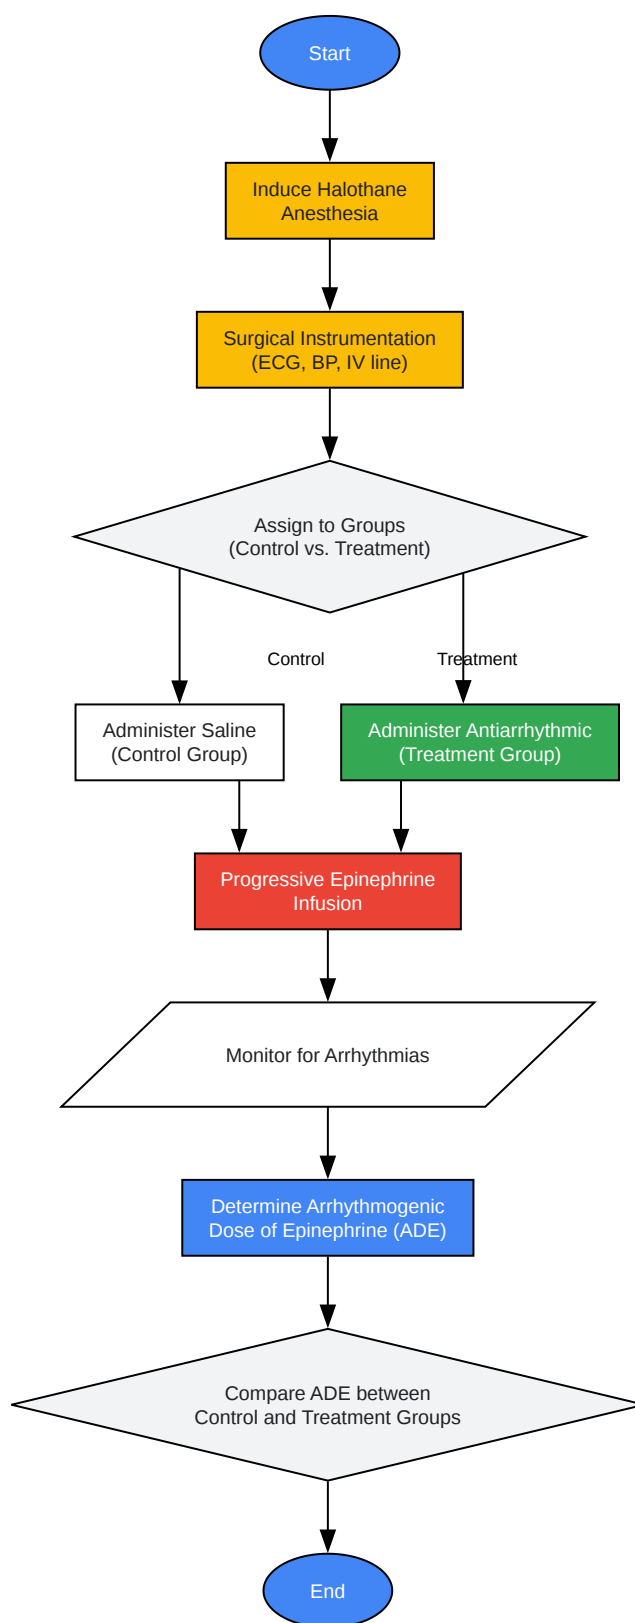 Start
Induce Halothane
Anesthesia
Surgical Instrumentation
(ECG, BP, IV line)
Assign to Groups
(Control vs. Treatment)
Control
Treatment
Administer Saline
(Control Group)
Administer Antiarrhythmic
(Treatment Group)
Progressive Epinephrine
Infusion
Monitor for Arrhythmias
Determine Arrhythmogenic
Dose of Epinephrine (ADE)
Compare ADE between
Control and Treatment Groups
End